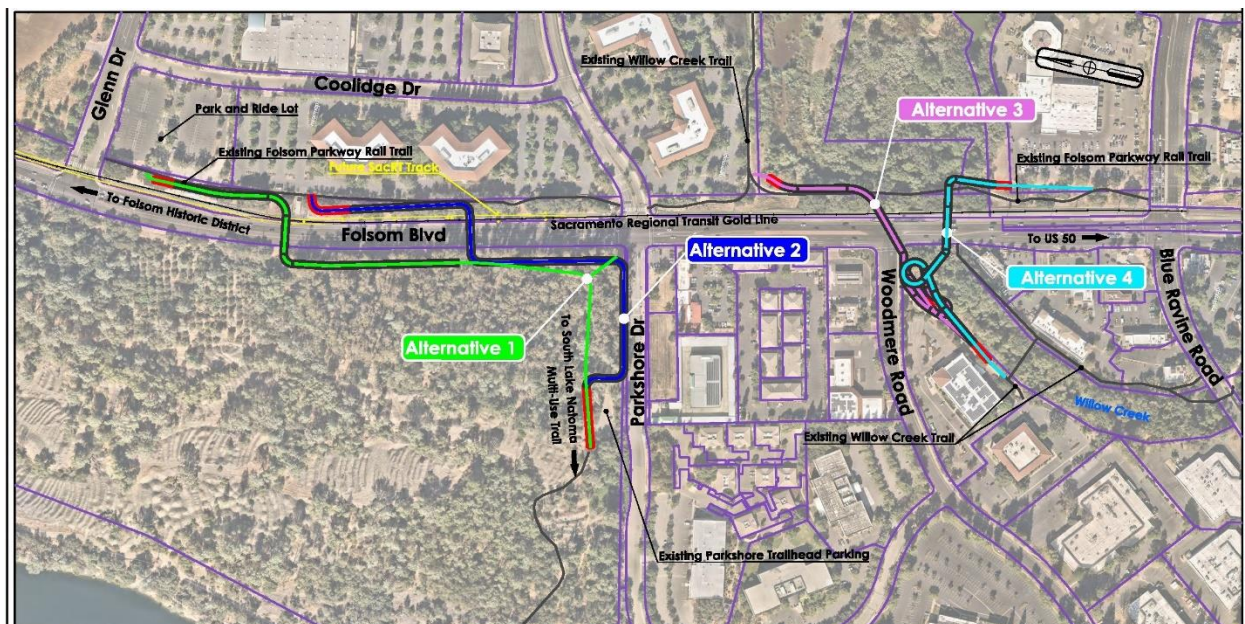 Existing Willow Creek Trail
Glenn Dr
Coolidge Dr
Park and Ride Lot
Alternative 3
Existing Folsom Parkway Rail Trail
Existing Folsom Parkway Rail Trail
Future SacRT Track
To Folsom Historic District
Sacramento Regional Transit Gold Line
Folsom Blvd
To US 50
Alternative 2
Alternative 4
Alternative 1
To South Lake Natoma
Multi-Use Trail
Parkshore Dr
Woodmere Road
Blue Ravine Road
Willow Creek
Existing Willow Creek Trail
Existing Parkshore Trailhead Parking